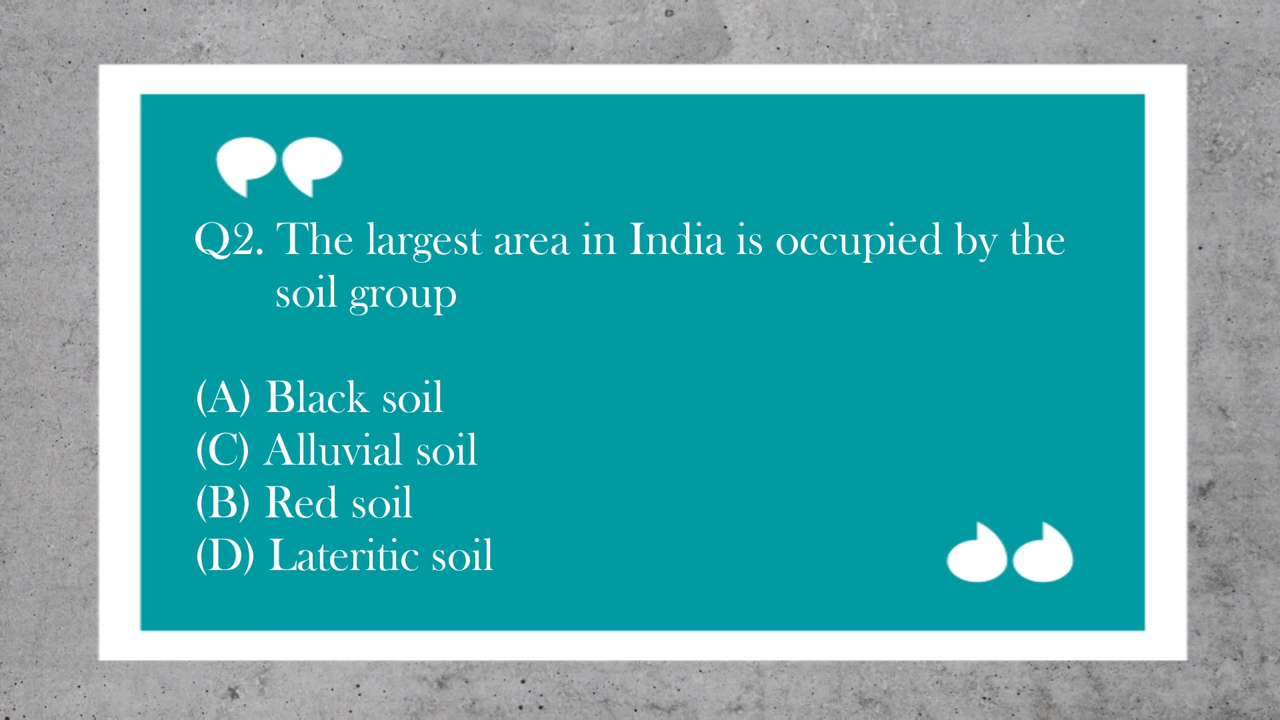 Q2. The largest area in India is occupied by the
soil group
(A) Black soil
(C) Alluvial soil
(B) Red soil
(D) Lateritic soil